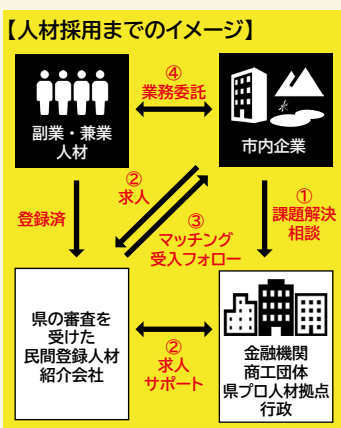 【人材採用までのイメージ】
副業・兼業
人材
④
業務委託
市内企業
登録済
②
求人
③
マッチング
受入フォロー
①
課題解決
相談
県の審査を
受けた
民間登録人材
紹介会社
②
求人
サポート
金融機関
商工団体
県プロ人材拠点
行政